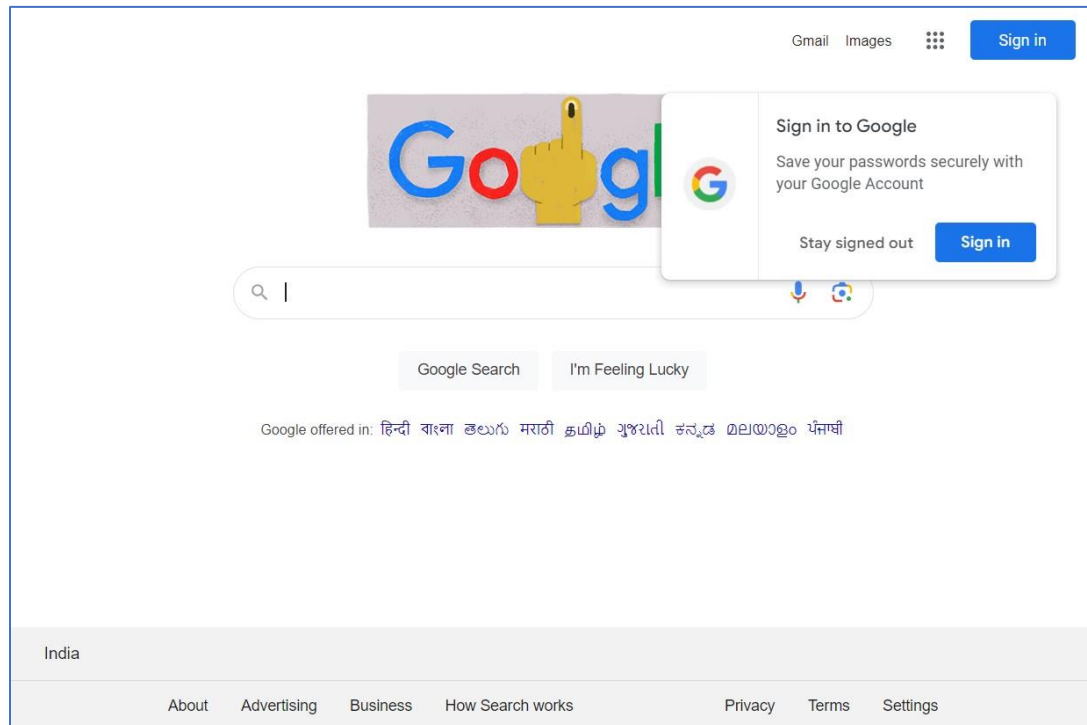 Gmail Images
Sign in
Googl
Sign in to Google
Save your passwords securely with
your Google Account
Stay signed out
Sign in
Google Search
I'm Feeling Lucky
Google offered in: हिन्दी বাংলা తెలుగు मराठी தமிழ் ગુજરાતી ಕನ್ನಡ മലയാളം ਪੰਜਾਬੀ
India
About Advertising Business How Search works Privacy Terms Settings